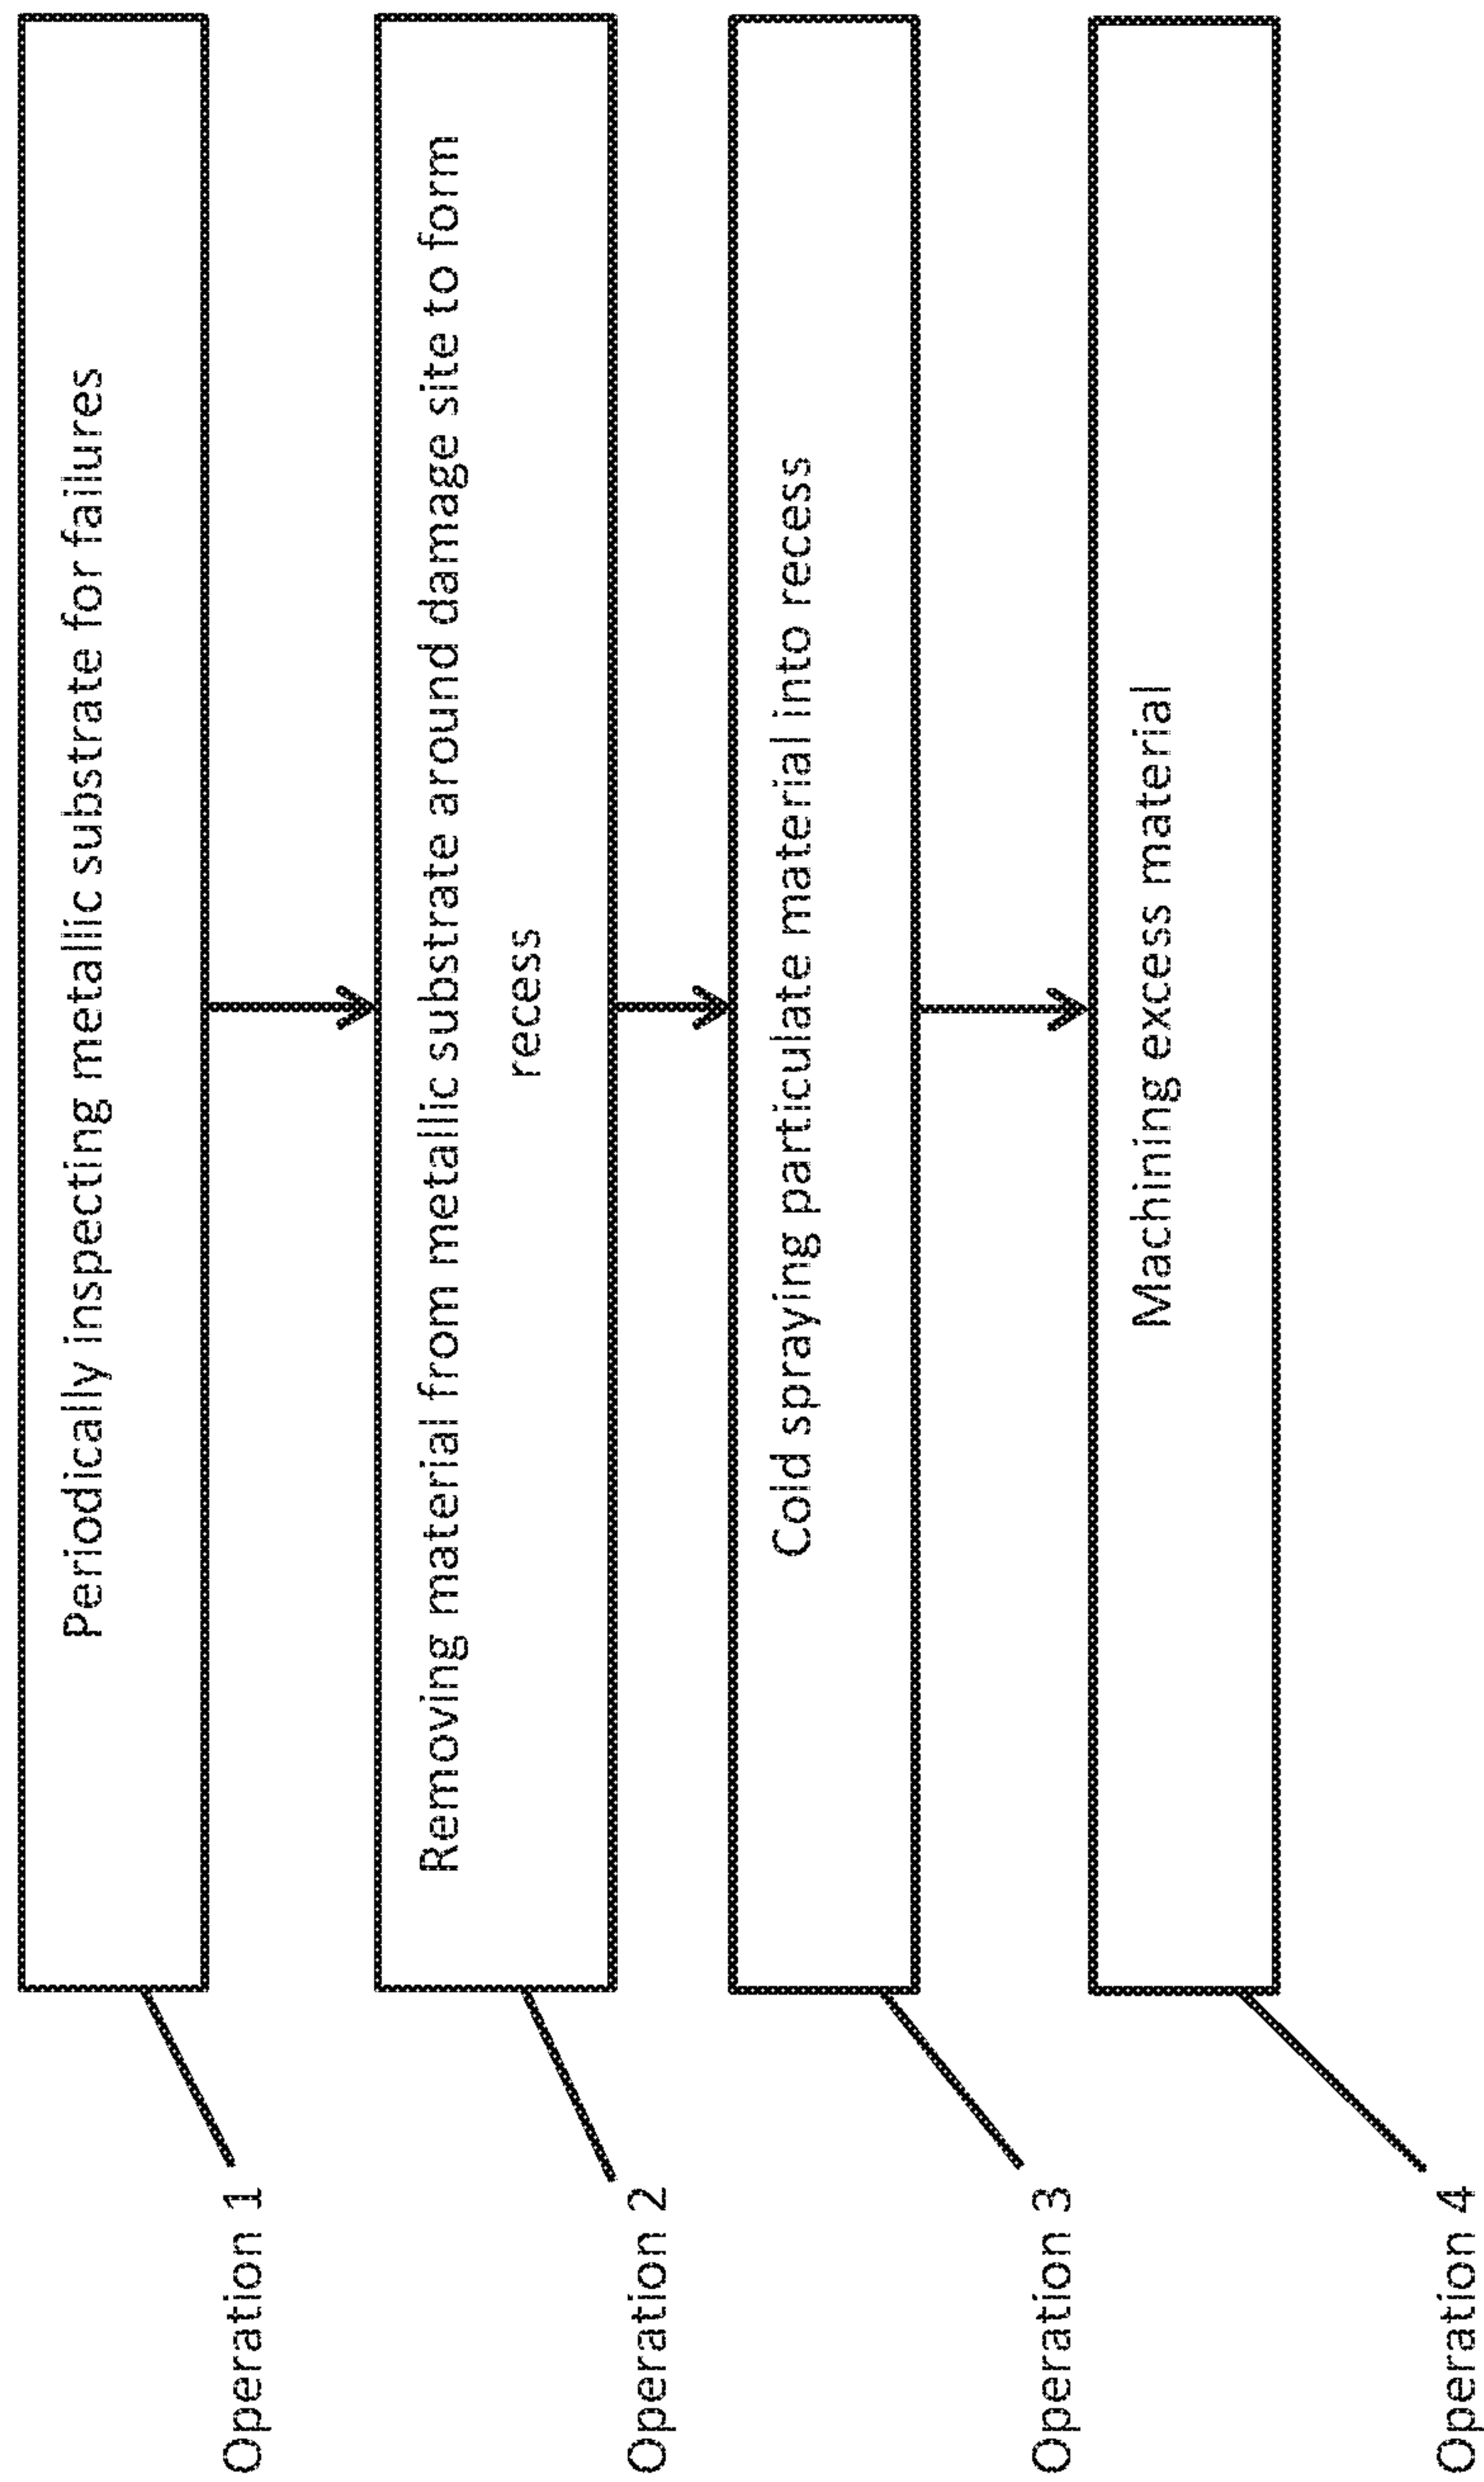 Periodically inspecting metallic substrate for failures
Operation 1
Removing material from metallic substrate around damage site to form
recess
Operation 2
Cold spraying particulate material into recess
Operation 3
Machining excess material
Operation 4